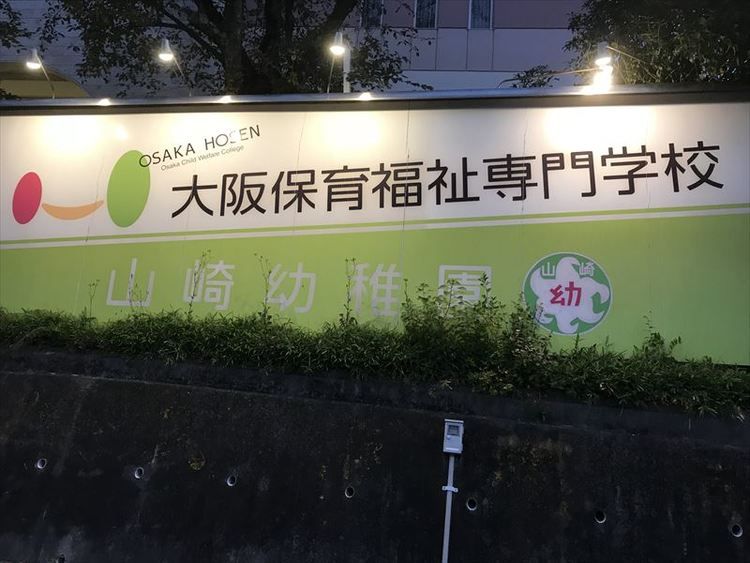 OSAKA HOSEN
Osaka Child Welfare College
大阪保育福祉専門学校
山崎幼稚園
山崎
幼